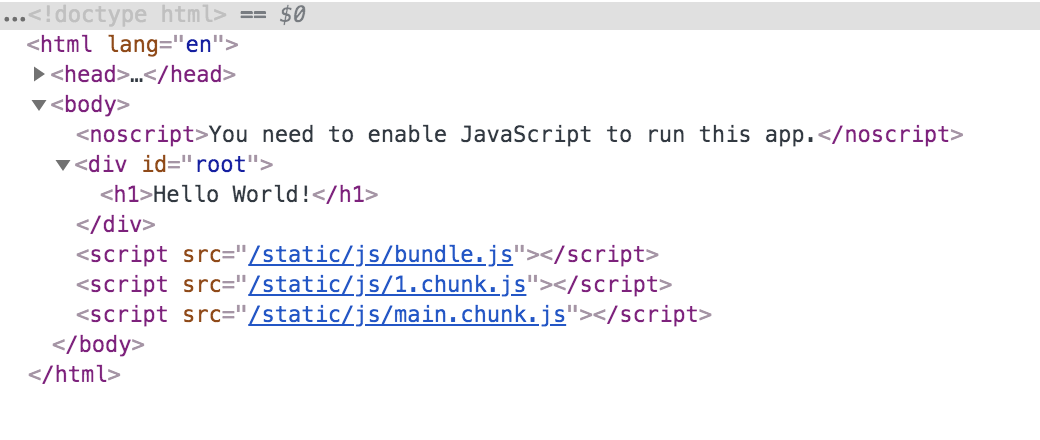 …<!doctype html> == $0
<html lang="en">
<head>…</head>
<body>
<noscript>You need to enable JavaScript to run this app.</noscript>
<div id="root">
<h1>Hello World!</h1>
</div>
<script src="/static/js/bundle.js"></script>
<script src="/static/js/1.chunk.js"></script>
<script src="/static/js/main.chunk.js"></script>
</body>
</html>